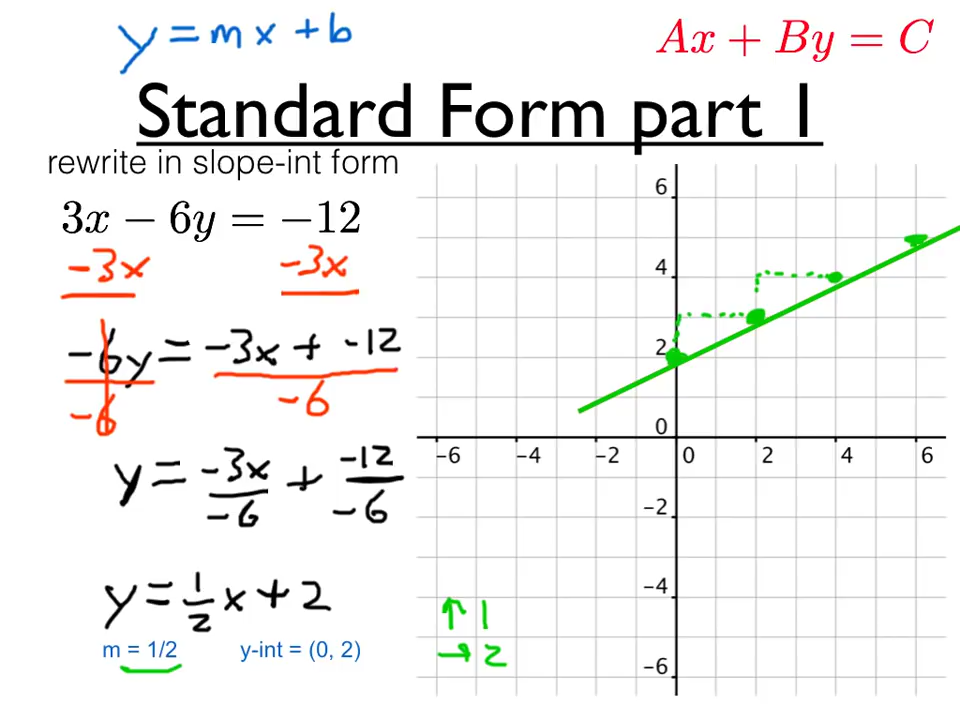 y = mx + b
Ax + By = C
Standard Form part 1
rewrite in slope-int form
3x − 6y = −12
-3x -3x
-6y = -3x + -12
-6 -6
y = -3x/-6 + -12/-6
y = 1/2 x + 2
m = 1/2 y-int = (0, 2)
6
4
2
0
−6 −4 −2 0 2 4 6
−2
−4
−6
↑ 1
→ 2